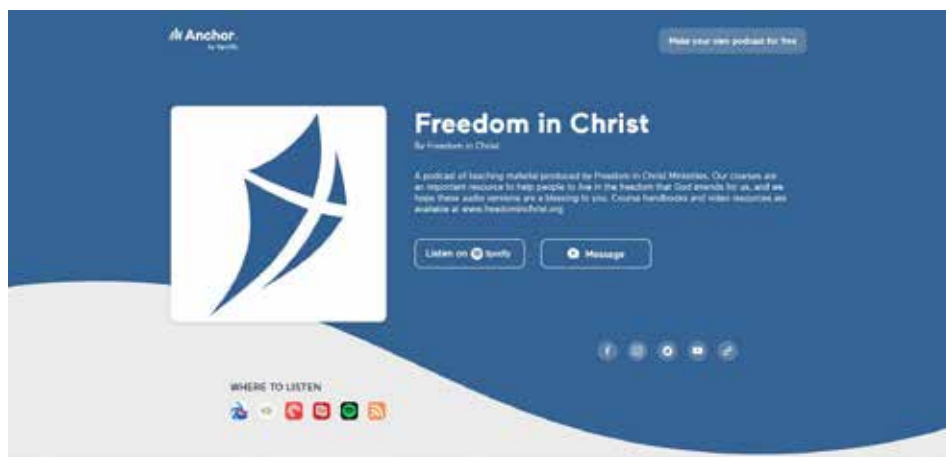 Anchor
by Spotify
Make your own podcast for free
Freedom in Christ
By Freedom in Christ
A podcast of teaching material produced by Freedom in Christ Ministries. Our courses are
an important resource to help people to live in the freedom that God intends for us, and we
hope these audio versions are a blessing to you. Course handbooks and video resources are
available at www.freedominchrist.org
Listen on Spotify
Message
WHERE TO LISTEN